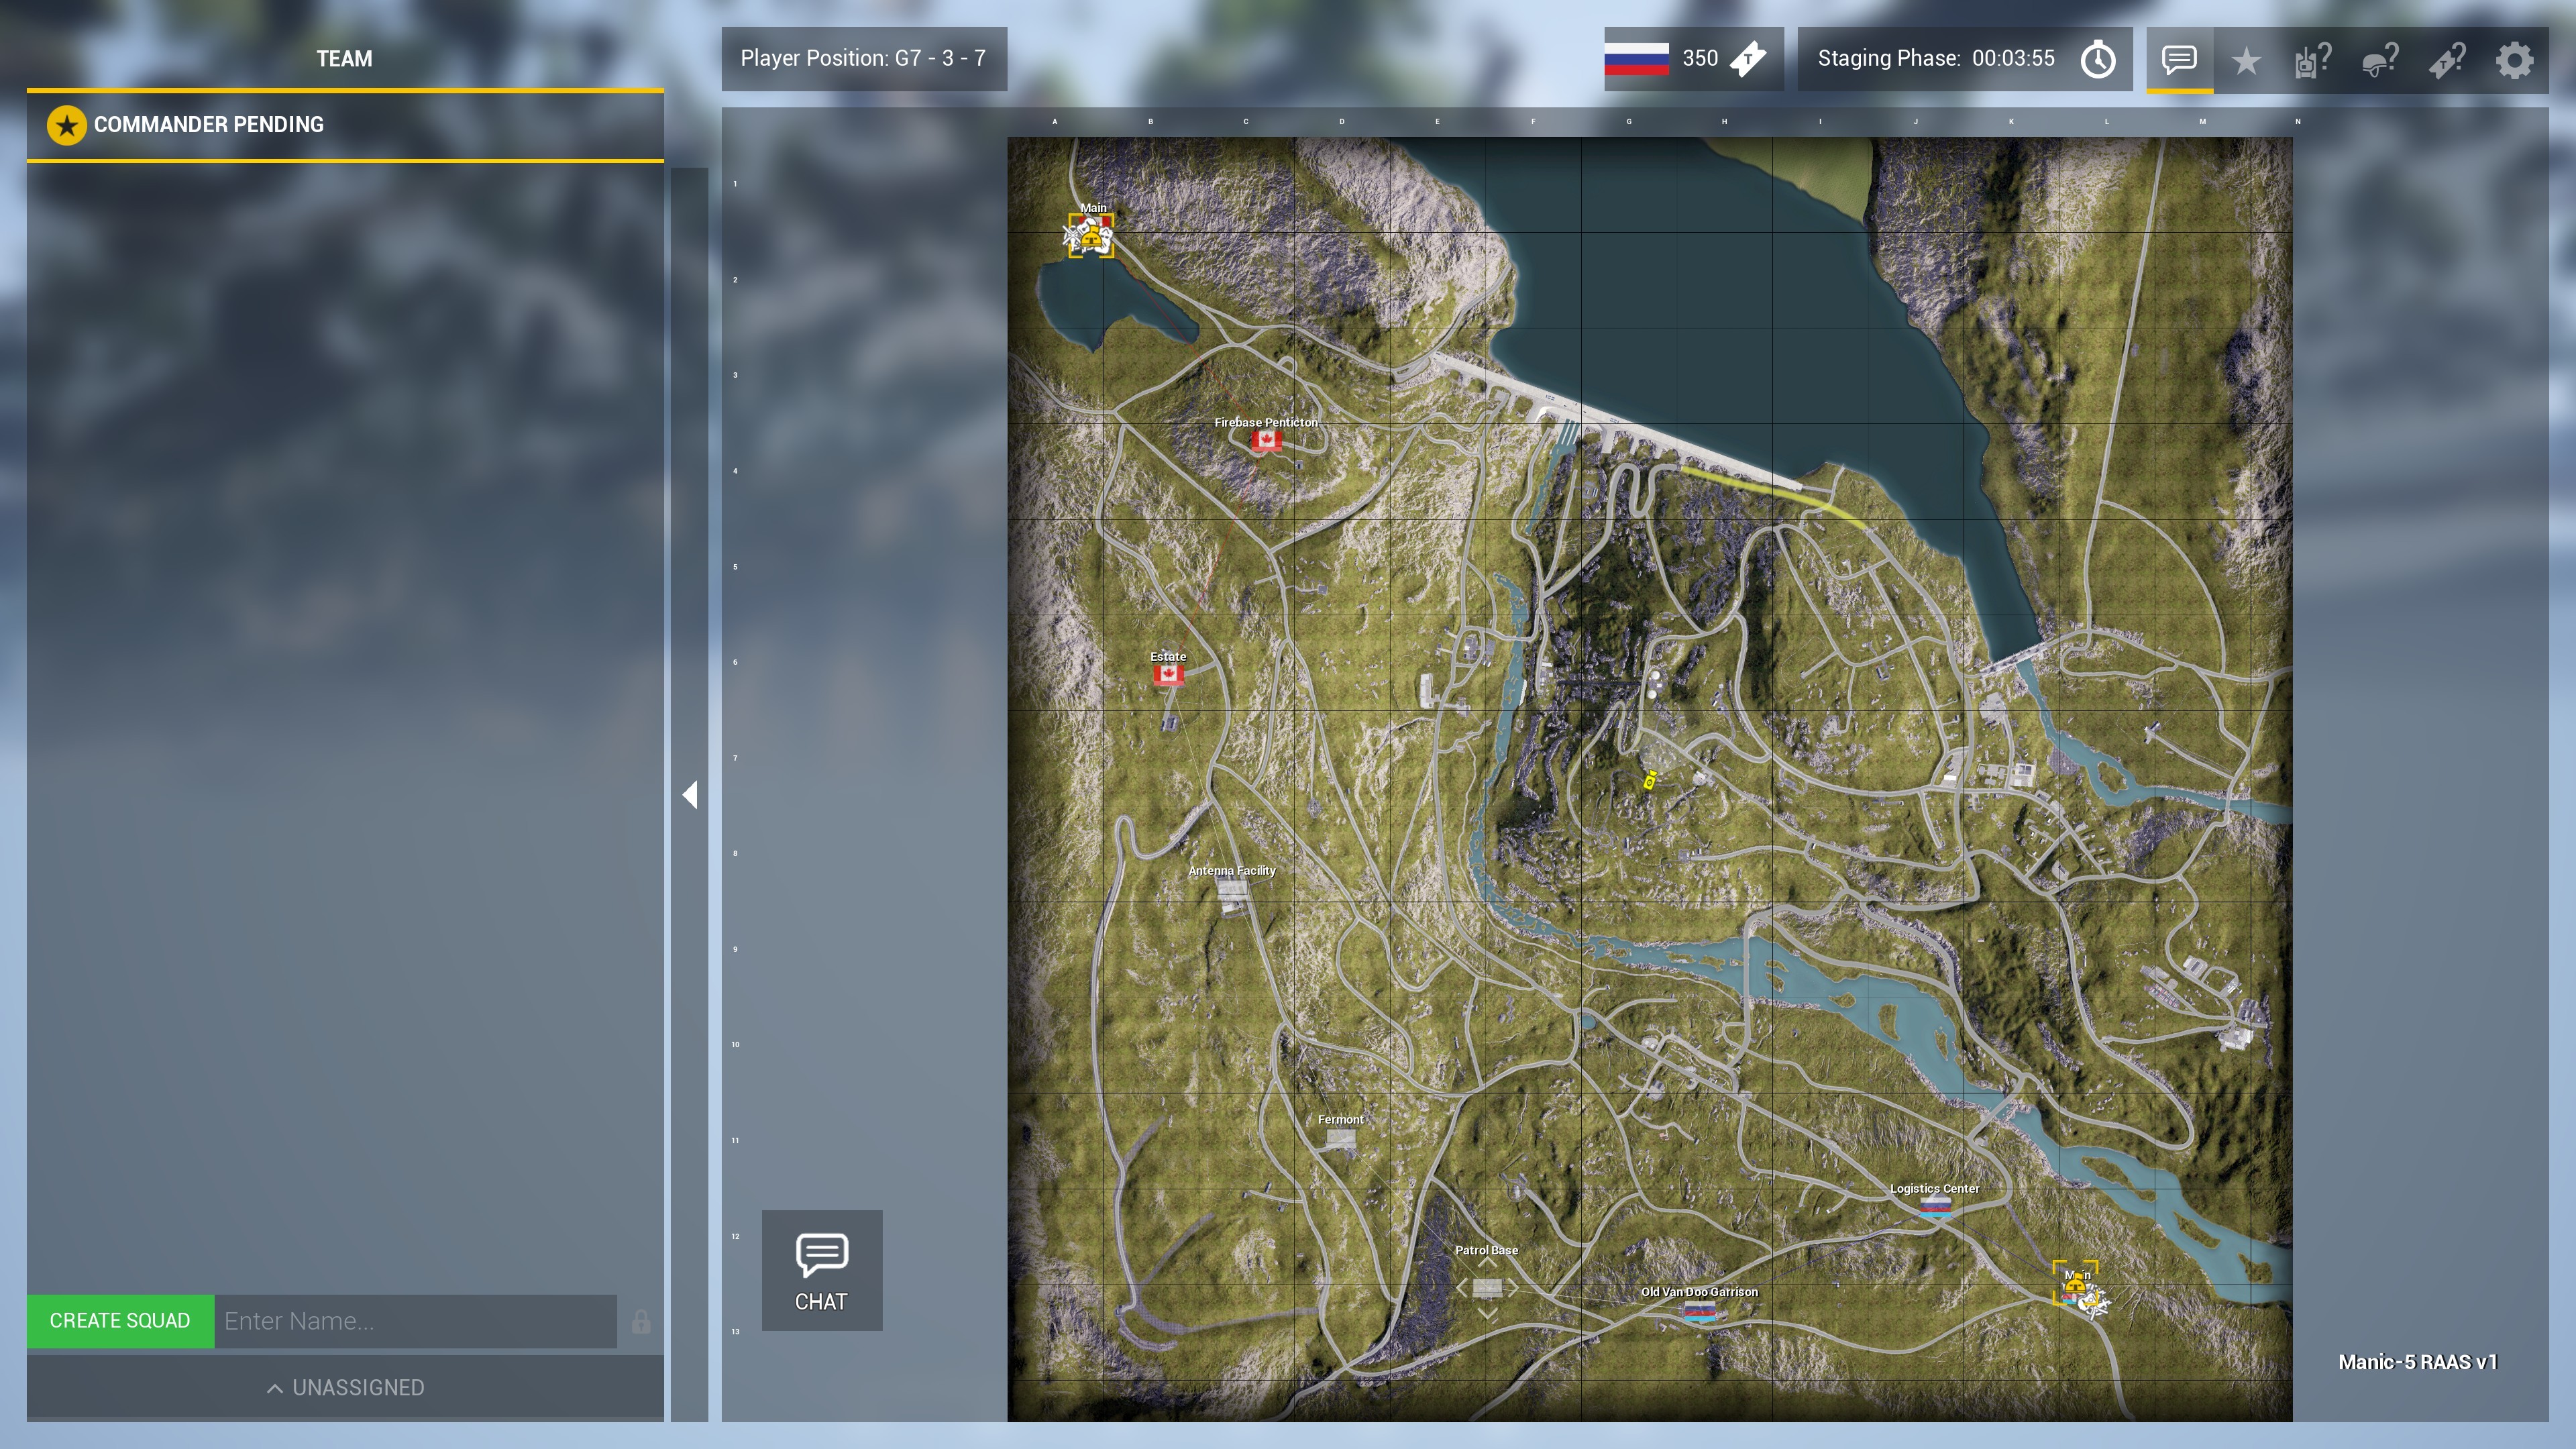 TEAM
Player Position: G7 - 3 - 7
350
T
Staging Phase: 00:03:55
COMMANDER PENDING
A B C D E F G H I J K L M N
1
2
3
4
5
6
7
8
9
10
11
12
13
Main
Firebase Penticton
Estate
Antenna Facility
Fermont
Logistics Center
Patrol Base
Main
Old Van Doo Garrison
CHAT
CREATE SQUAD
Enter Name...
UNASSIGNED
Manic-5 RAAS v1